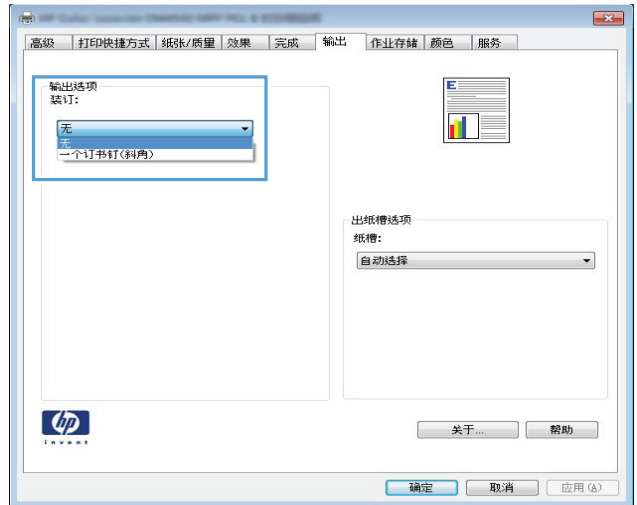 高级 打印快捷方式 纸张/质量 效果 完成 输出 作业存储 颜色 服务
输出选项
装订:
无
无
一个订书钉(斜角)
E
出纸槽选项
纸槽:
自动选择
hp
invent
关于... 帮助
确定 取消 应用(A)